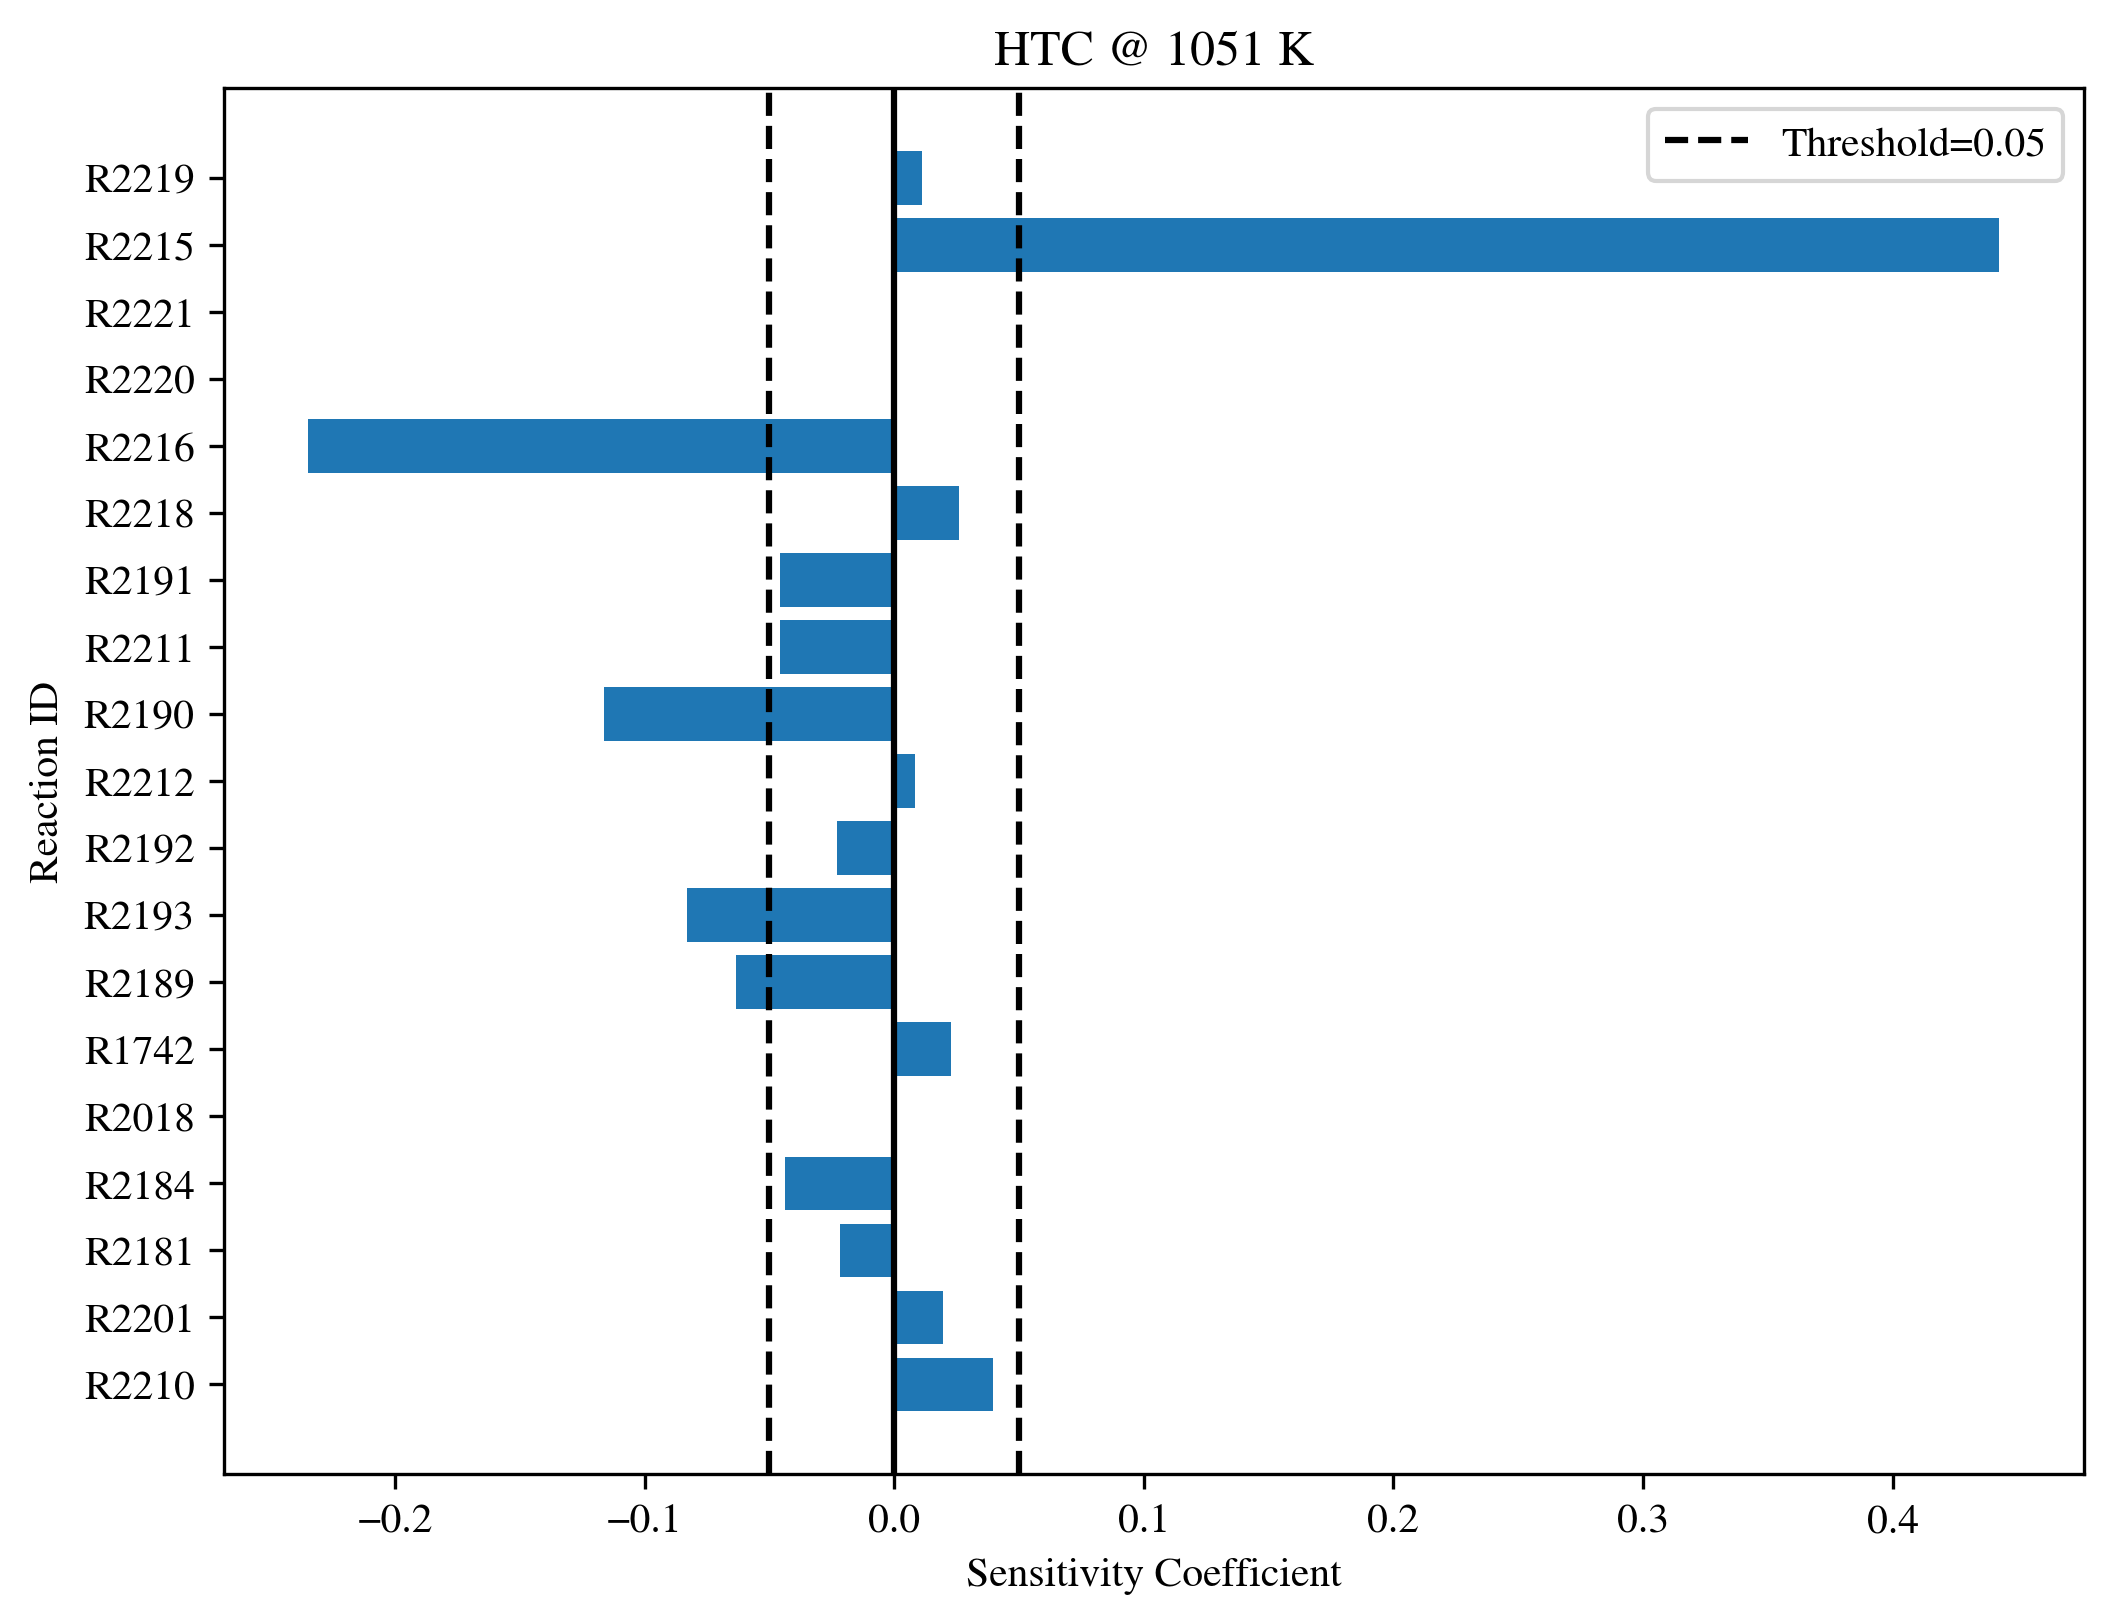 HTC @ 1051 K
Threshold=0.05
Reaction ID
R2219
R2215
R2221
R2220
R2216
R2218
R2191
R2211
R2190
R2212
R2192
R2193
R2189
R1742
R2018
R2184
R2181
R2201
R2210
−0.2 −0.1 0.0 0.1 0.2 0.3 0.4
Sensitivity Coefficient